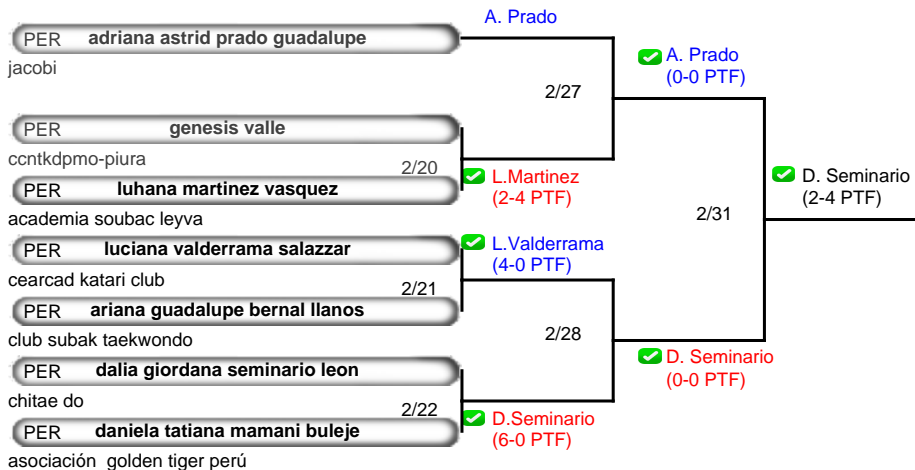 A. Prado
PER adriana astrid prado guadalupe
jacobi
A. Prado
(0-0 PTF)
2/27
PER genesis valle
ccntkdpmo-piura
2/20
L.Martinez
(2-4 PTF)
PER luhana martinez vasquez
academia soubac leyva
D. Seminario
(2-4 PTF)
2/31
PER luciana valderrama salazzar
cearcad katari club
L.Valderrama
(4-0 PTF)
2/21
PER ariana guadalupe bernal llanos
club subak taekwondo
2/28
PER dalia giordana seminario leon
chitae do
D. Seminario
(0-0 PTF)
2/22
D.Seminario
(6-0 PTF)
PER daniela tatiana mamani buleje
asociación golden tiger perú